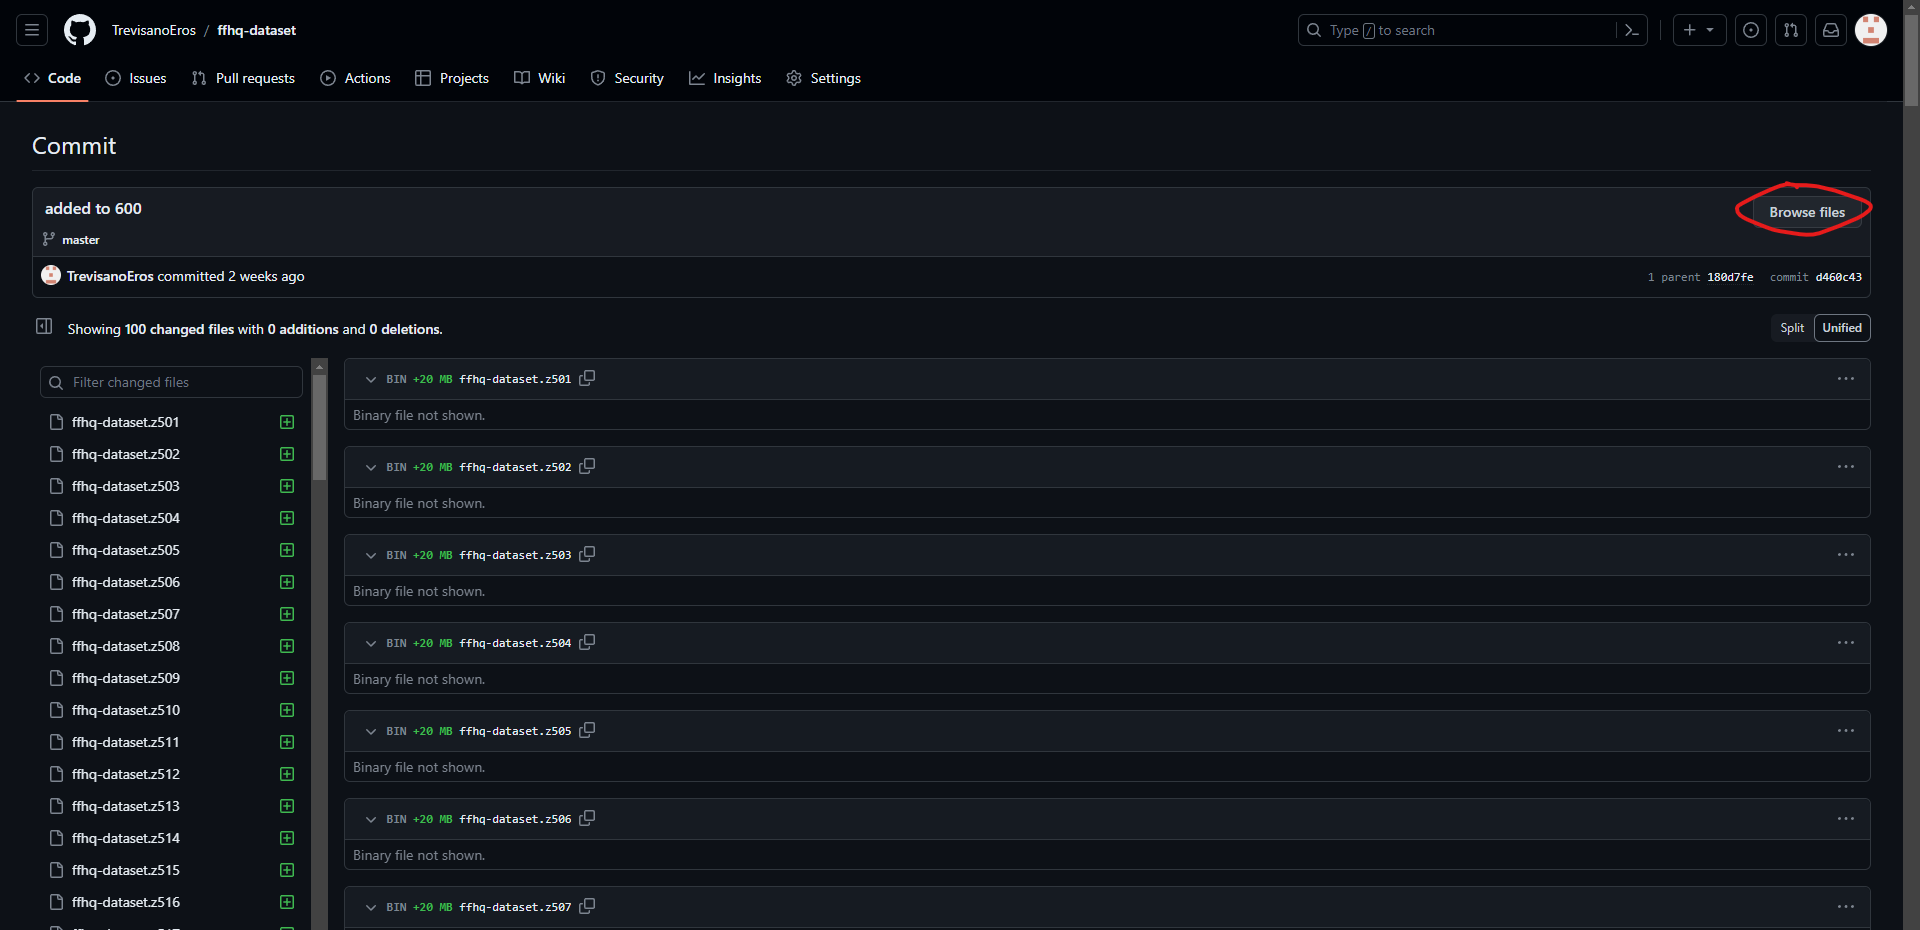 TrevisanoEros / ffhq-dataset
Type / to search
Code Issues Pull requests Actions Projects Wiki Security Insights Settings
Commit
added to 600
Browse files
master
TrevisanoEros committed 2 weeks ago
1 parent 180d7fe commit d460c43
Showing 100 changed files with 0 additions and 0 deletions.
Split Unified
Filter changed files
ffhq-dataset.z501
ffhq-dataset.z502
ffhq-dataset.z503
ffhq-dataset.z504
ffhq-dataset.z505
ffhq-dataset.z506
ffhq-dataset.z507
ffhq-dataset.z508
ffhq-dataset.z509
ffhq-dataset.z510
ffhq-dataset.z511
ffhq-dataset.z512
ffhq-dataset.z513
ffhq-dataset.z514
ffhq-dataset.z515
ffhq-dataset.z516
BIN +20 MB ffhq-dataset.z501
Binary file not shown.
BIN +20 MB ffhq-dataset.z502
Binary file not shown.
BIN +20 MB ffhq-dataset.z503
Binary file not shown.
BIN +20 MB ffhq-dataset.z504
Binary file not shown.
BIN +20 MB ffhq-dataset.z505
Binary file not shown.
BIN +20 MB ffhq-dataset.z506
Binary file not shown.
BIN +20 MB ffhq-dataset.z507